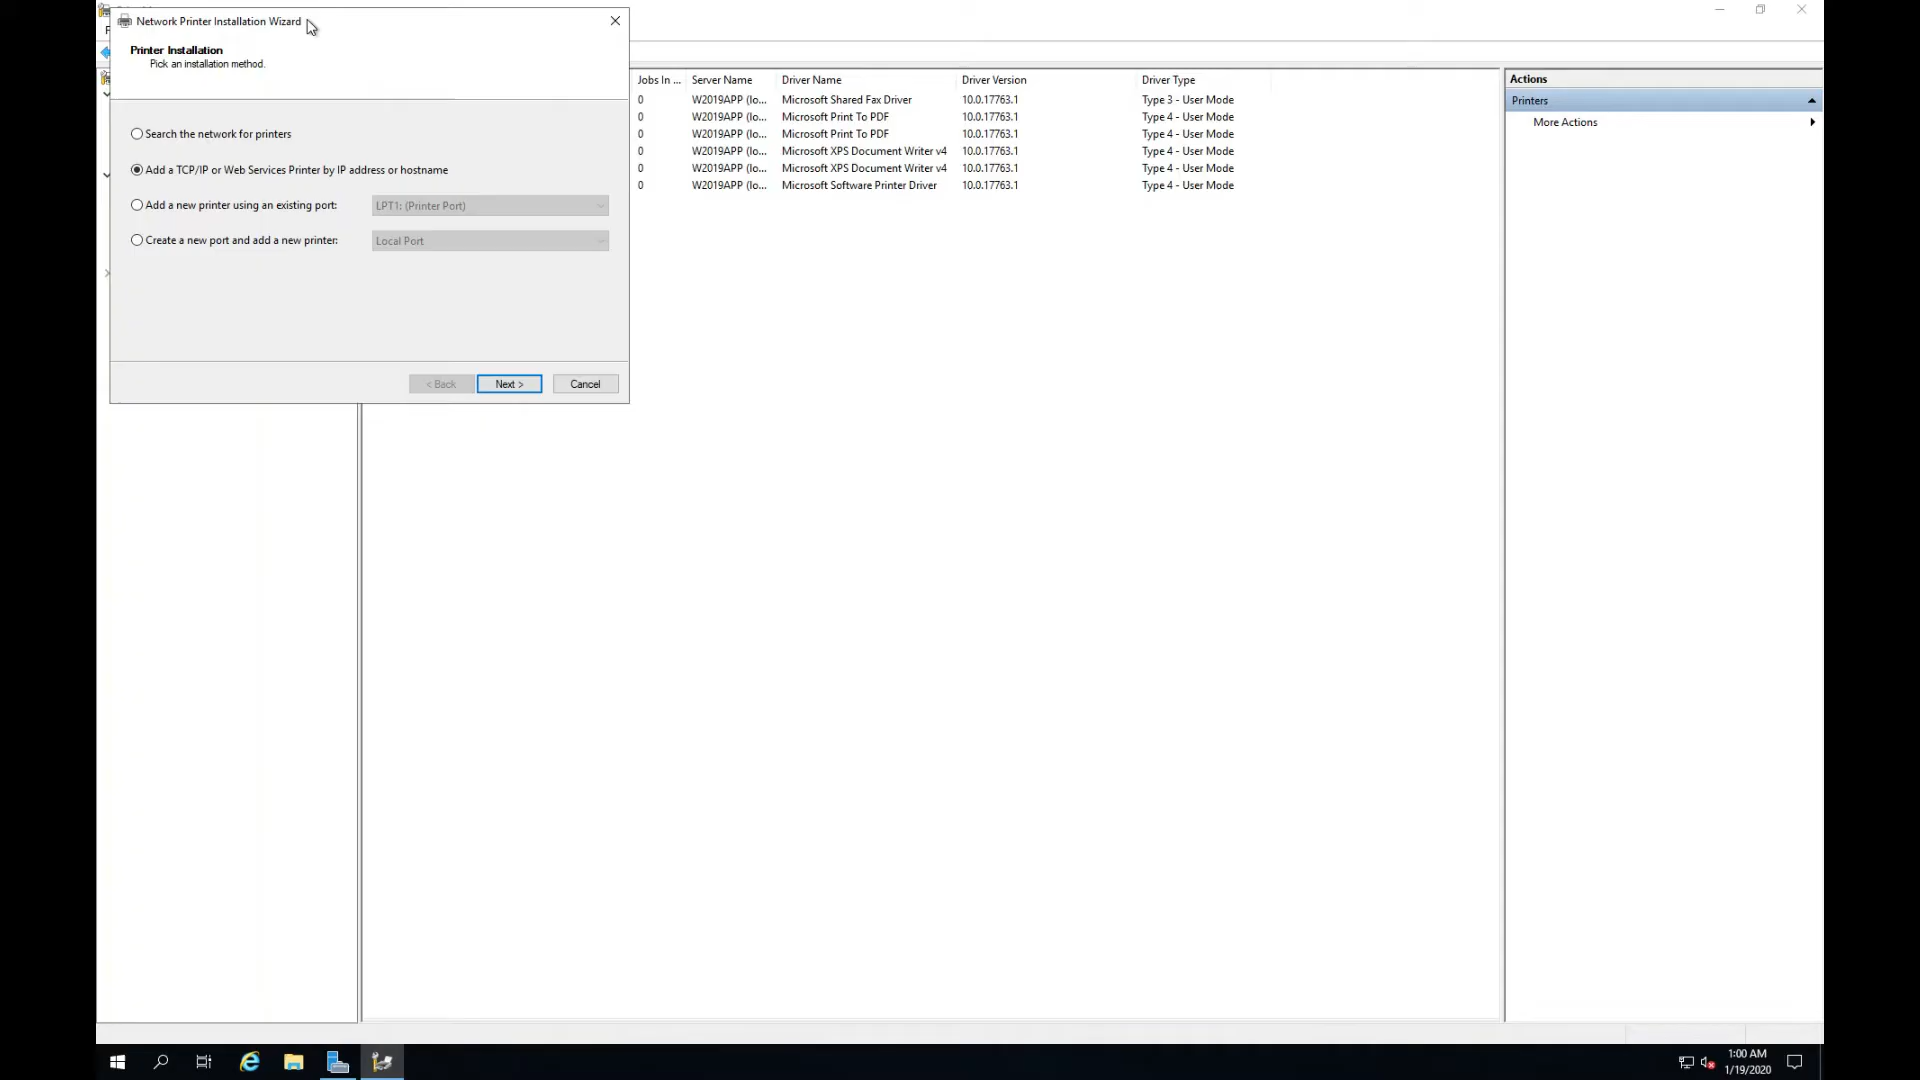 Network Printer Installation Wizard
Printer Installation
Pick an installation method.
Search the network for printers
Add a TCP/IP or Web Services Printer by IP address or hostname
Add a new printer using an existing port: LPT1: (Printer Port)
Create a new port and add a new printer: Local Port
< Back Next > Cancel
Jobs In ... Server Name Driver Name Driver Version Driver Type
0 W2019APP (lo... Microsoft Shared Fax Driver 10.0.17763.1 Type 3 - User Mode
0 W2019APP (lo... Microsoft Print To PDF 10.0.17763.1 Type 4 - User Mode
0 W2019APP (lo... Microsoft Print To PDF 10.0.17763.1 Type 4 - User Mode
0 W2019APP (lo... Microsoft XPS Document Writer v4 10.0.17763.1 Type 4 - User Mode
0 W2019APP (lo... Microsoft XPS Document Writer v4 10.0.17763.1 Type 4 - User Mode
0 W2019APP (lo... Microsoft Software Printer Driver 10.0.17763.1 Type 4 - User Mode
Actions
Printers
More Actions
1:00 AM
1/19/2020